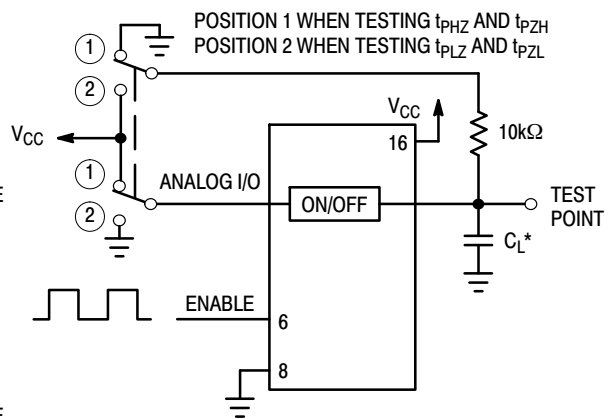 POSITION 1 WHEN TESTING tPHZ AND tPZH
POSITION 2 WHEN TESTING tPLZ AND tPZL
1
2
VCC
1
2
ANALOG I/O
ON/OFF
VCC
16
10kΩ
TEST
POINT
CL*
ENABLE
6
8
E
E